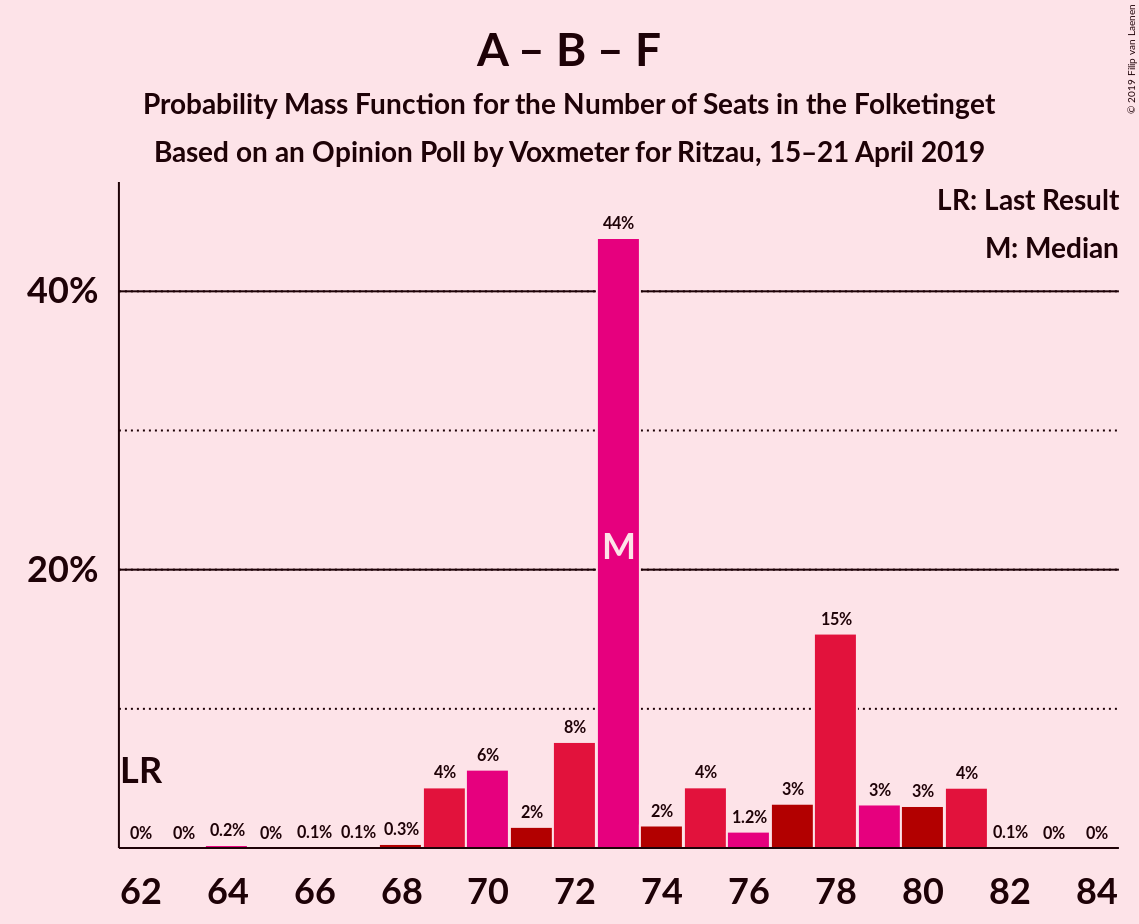 A – B – F
Probability Mass Function for the Number of Seats in the Folketinget
Based on an Opinion Poll by Voxmeter for Ritzau, 15–21 April 2019
© 2019 Filip van Laenen
LR: Last Result
M: Median
40%
20%
LR
M
0% 0% 0.2% 0% 0.1% 0.1% 0.3% 4% 6% 2% 8% 44% 2% 4% 1.2% 3% 15% 3% 3% 4% 0.1% 0% 0%
62 64 66 68 70 72 74 76 78 80 82 84